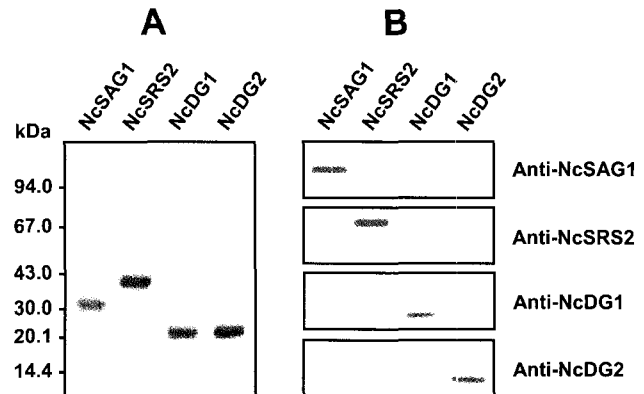 A
B
NcSAG1
NcSRS2
NcDG1
NcDG2
NcSAG1
NcSRS2
NcDG1
NcDG2
kDa
94.0
67.0
43.0
30.0
20.1
14.4
Anti-NcSAG1
Anti-NcSRS2
Anti-NcDG1
Anti-NcDG2